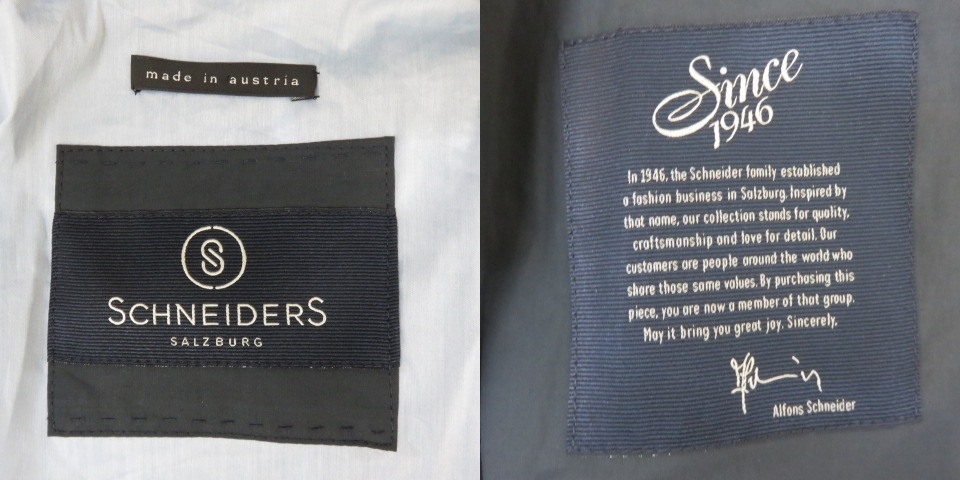 made in austria
S
SCHNEIDERS
SALZBURG
Since
1946
In 1946, the Schneider family established
a fashion business in Salzburg. Inspired by
that name, our collection stands for quality,
craftsmanship and love for detail. Our
customers are people around the world who
share those same values. By purchasing this
piece, you are now a member of that group.
May it bring you great joy. Sincerely,
Alfons Schneider